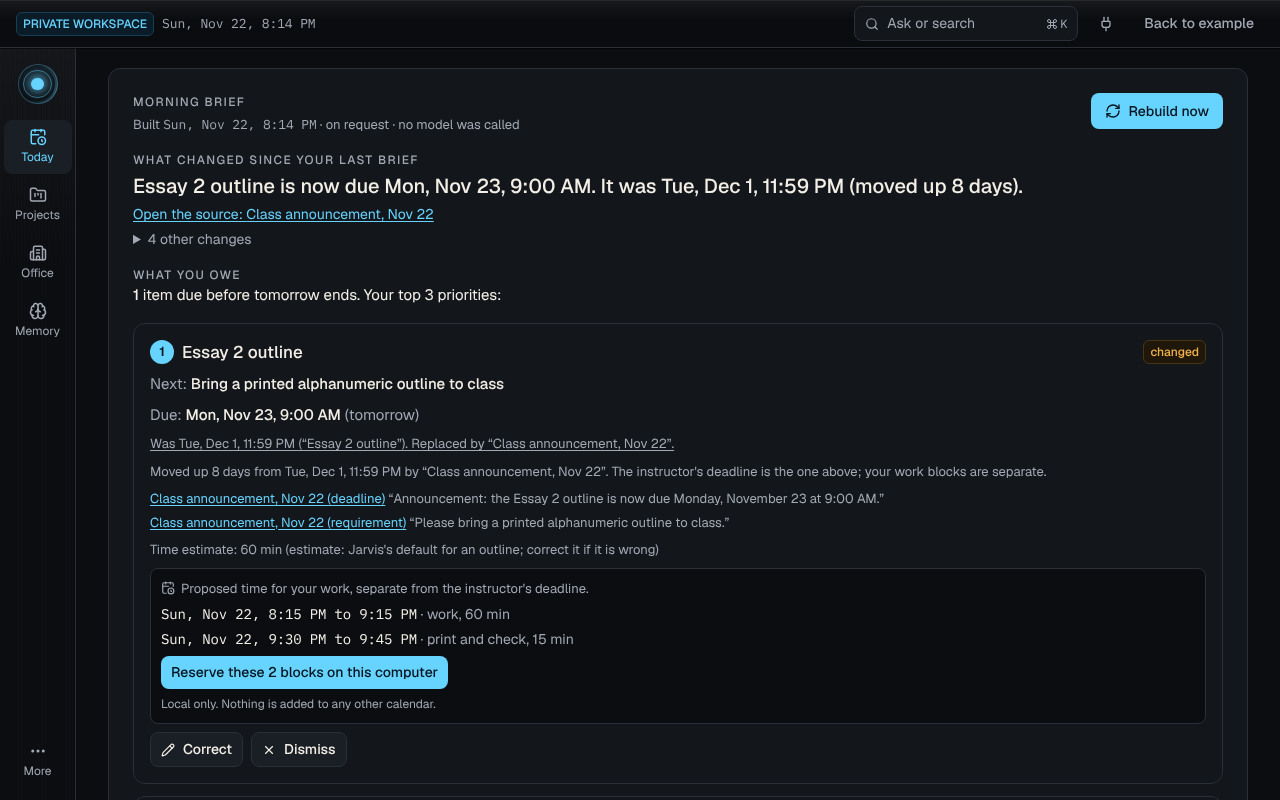 PRIVATE WORKSPACE Sun, Nov 22, 8:14 PM
Ask or search ⌘K
Back to example
Today
Projects
Office
Memory
More
MORNING BRIEF
Built Sun, Nov 22, 8:14 PM · on request · no model was called
Rebuild now
WHAT CHANGED SINCE YOUR LAST BRIEF
Essay 2 outline is now due Mon, Nov 23, 9:00 AM. It was Tue, Dec 1, 11:59 PM (moved up 8 days).
Open the source: Class announcement, Nov 22
4 other changes
WHAT YOU OWE
1 item due before tomorrow ends. Your top 3 priorities:
1 Essay 2 outline
changed
Next: Bring a printed alphanumeric outline to class
Due: Mon, Nov 23, 9:00 AM (tomorrow)
Was Tue, Dec 1, 11:59 PM (“Essay 2 outline”). Replaced by “Class announcement, Nov 22”.
Moved up 8 days from Tue, Dec 1, 11:59 PM by “Class announcement, Nov 22”. The instructor's deadline is the one above; your work blocks are separate.
Class announcement, Nov 22 (deadline) “Announcement: the Essay 2 outline is now due Monday, November 23 at 9:00 AM.”
Class announcement, Nov 22 (requirement) “Please bring a printed alphanumeric outline to class.”
Time estimate: 60 min (estimate: Jarvis's default for an outline; correct it if it is wrong)
Proposed time for your work, separate from the instructor's deadline.
Sun, Nov 22, 8:15 PM to 9:15 PM · work, 60 min
Sun, Nov 22, 9:30 PM to 9:45 PM · print and check, 15 min
Reserve these 2 blocks on this computer
Local only. Nothing is added to any other calendar.
Correct
Dismiss